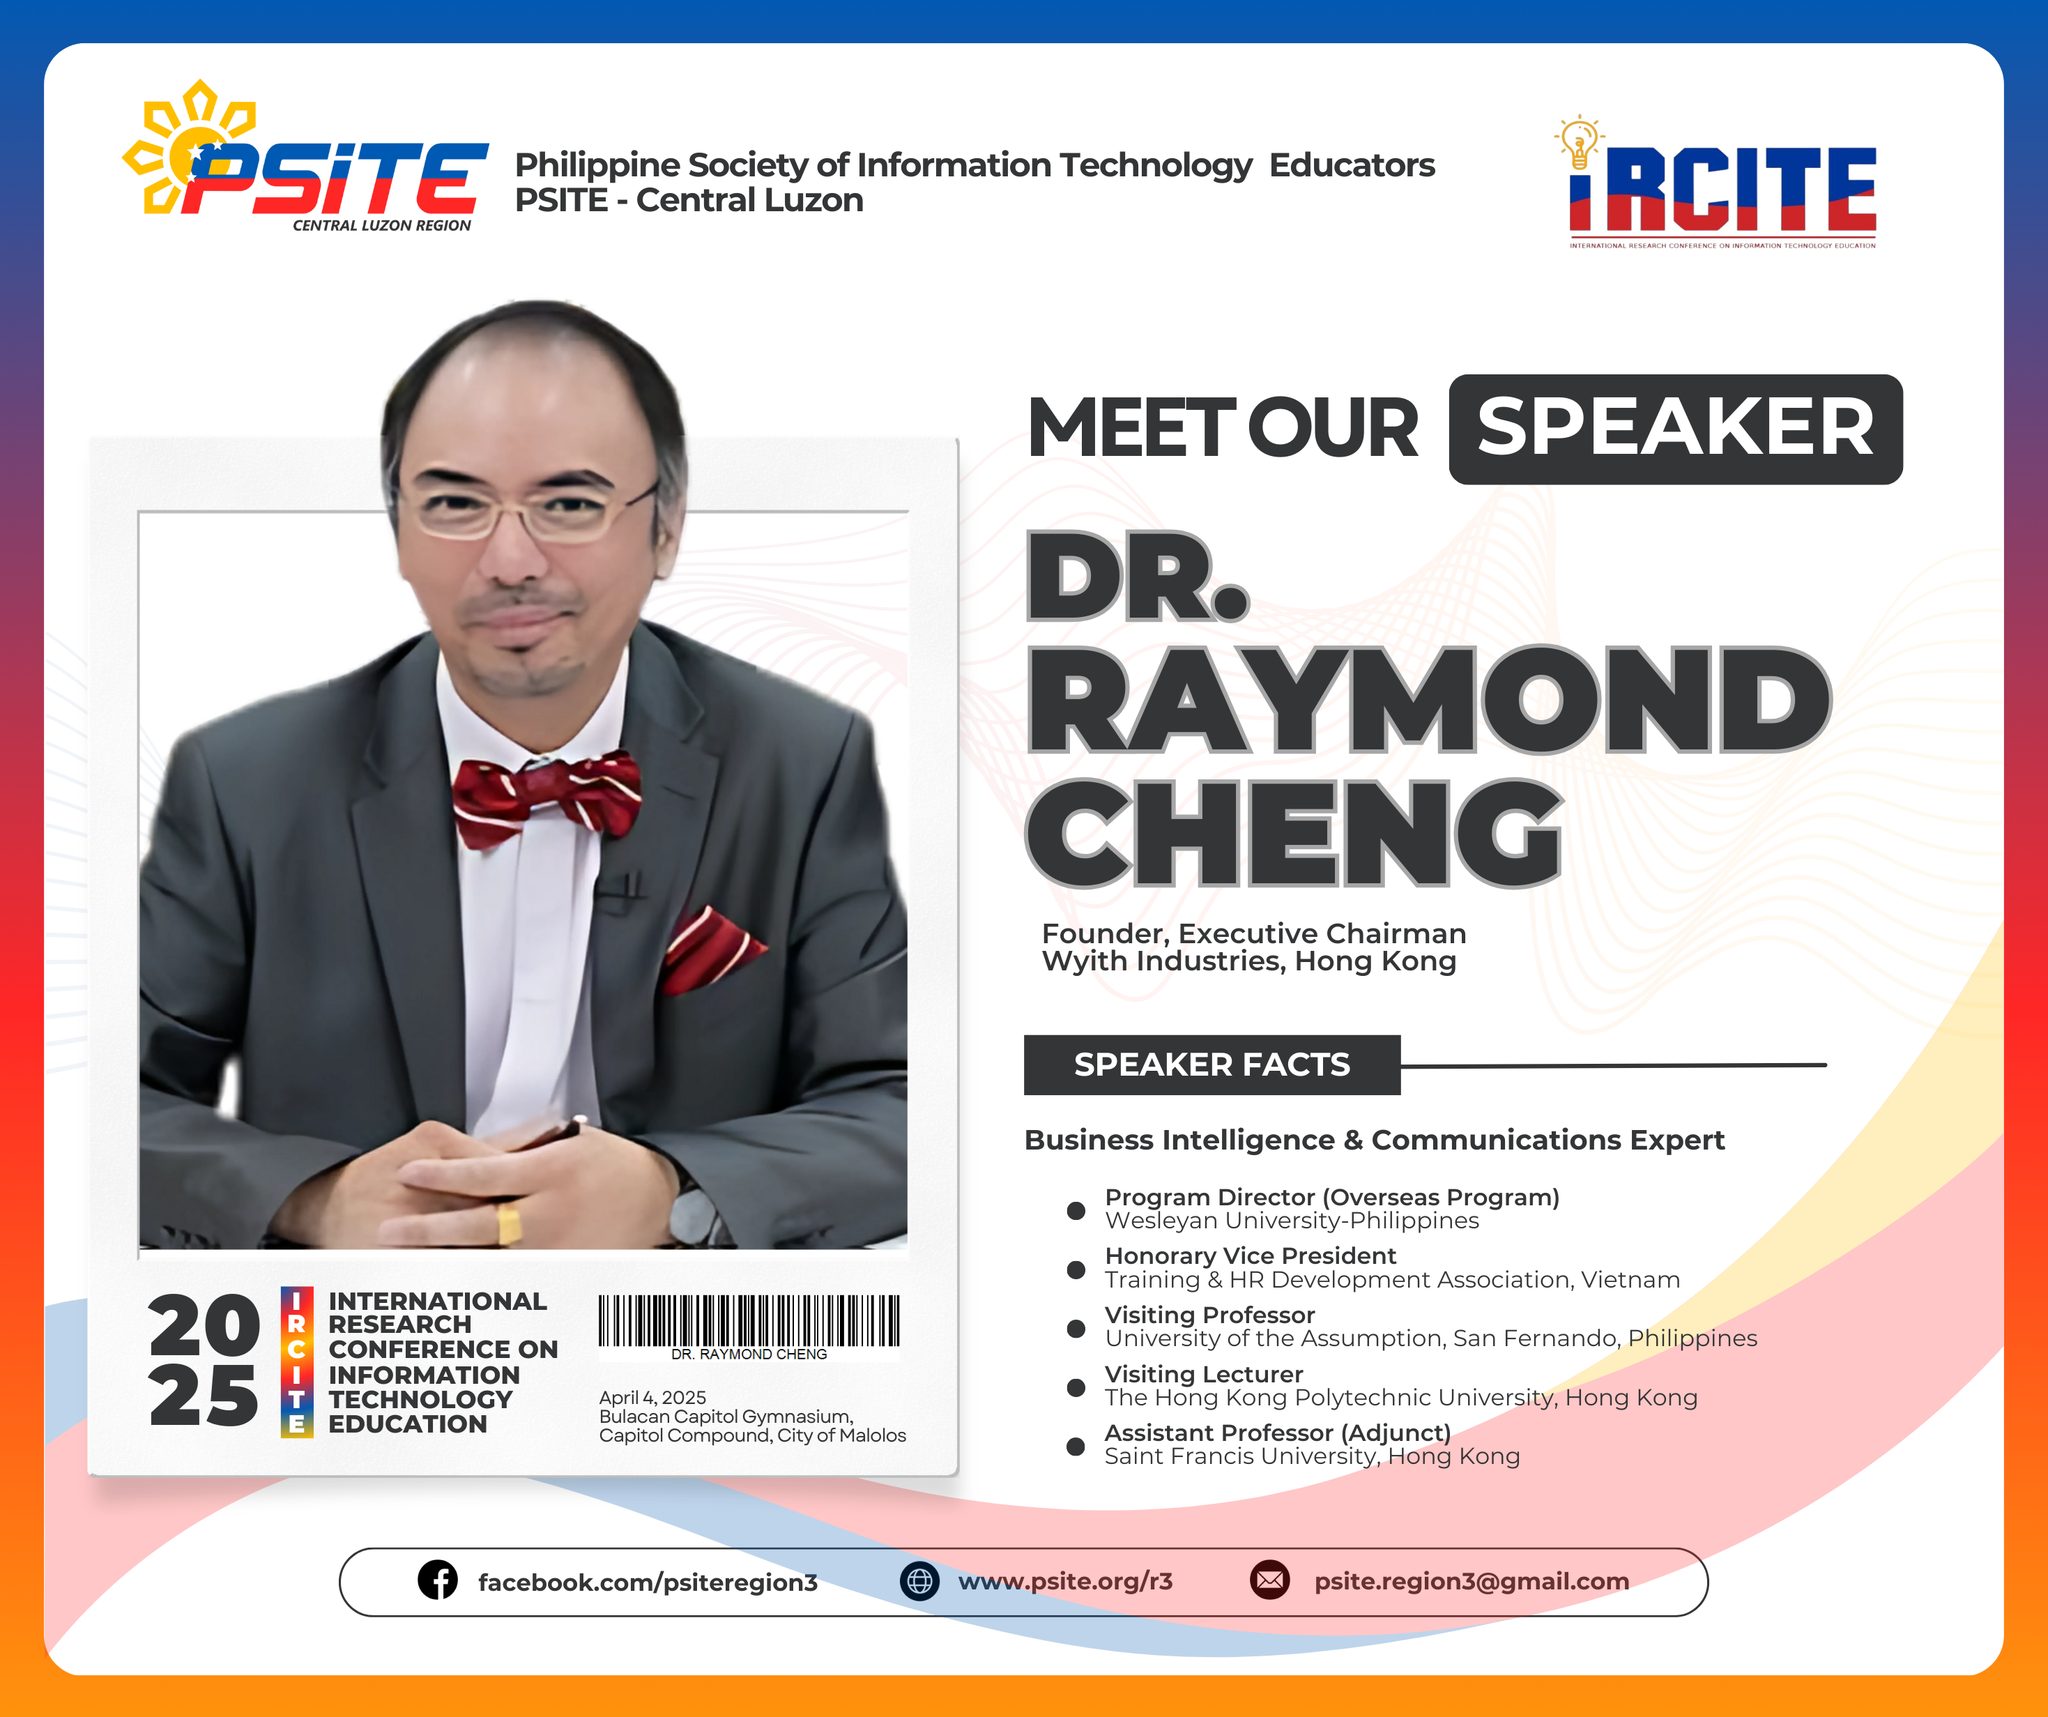 PSiTE
CENTRAL LUZON REGION
Philippine Society of Information Technology Educators
PSITE - Central Luzon
iRCITE
INTERNATIONAL RESEARCH CONFERENCE ON INFORMATION TECHNOLOGY EDUCATION
MEET OUR SPEAKER
DR.
RAYMOND
CHENG
Founder, Executive Chairman
Wyith Industries, Hong Kong
SPEAKER FACTS
Business Intelligence & Communications Expert
Program Director (Overseas Program)
Wesleyan University-Philippines
Honorary Vice President
Training & HR Development Association, Vietnam
Visiting Professor
University of the Assumption, San Fernando, Philippines
Visiting Lecturer
The Hong Kong Polytechnic University, Hong Kong
Assistant Professor (Adjunct)
Saint Francis University, Hong Kong
2025
IRCITE
INTERNATIONAL
RESEARCH
CONFERENCE ON
INFORMATION
TECHNOLOGY
EDUCATION
DR. RAYMOND CHENG
April 4, 2025
Bulacan Capitol Gymnasium,
Capitol Compound, City of Malolos
facebook.com/psiteregion3
www.psite.org/r3
psite.region3@gmail.com